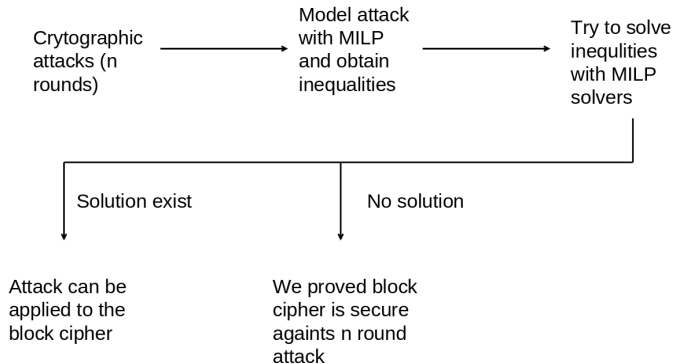 Crytographic
attacks (n
rounds)
Model attack
with MILP
and obtain
inequalities
Try to solve
inequlities
with MILP
solvers
Solution exist
No solution
Attack can be
applied to the
block cipher
We proved block
cipher is secure
againts n round
attack